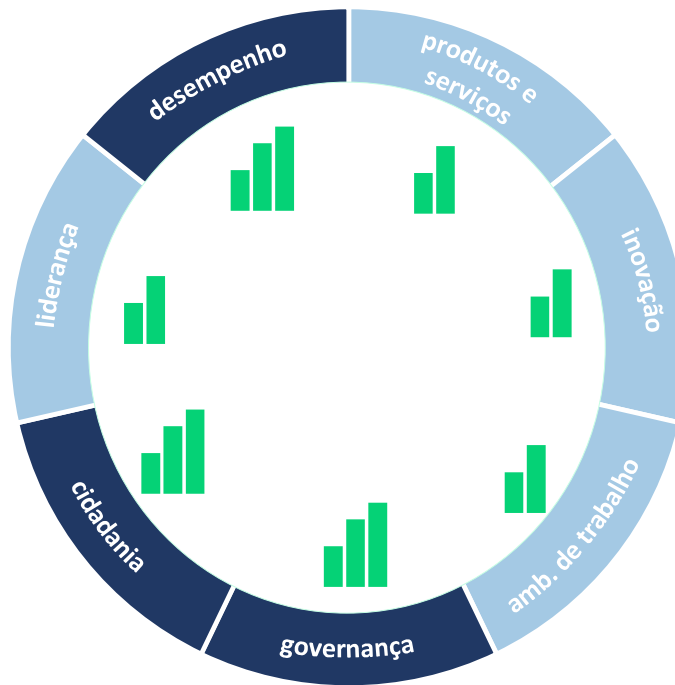 desempenho
produtos e
serviços
inovação
amb. de trabalho
governança
cidadania
liderança